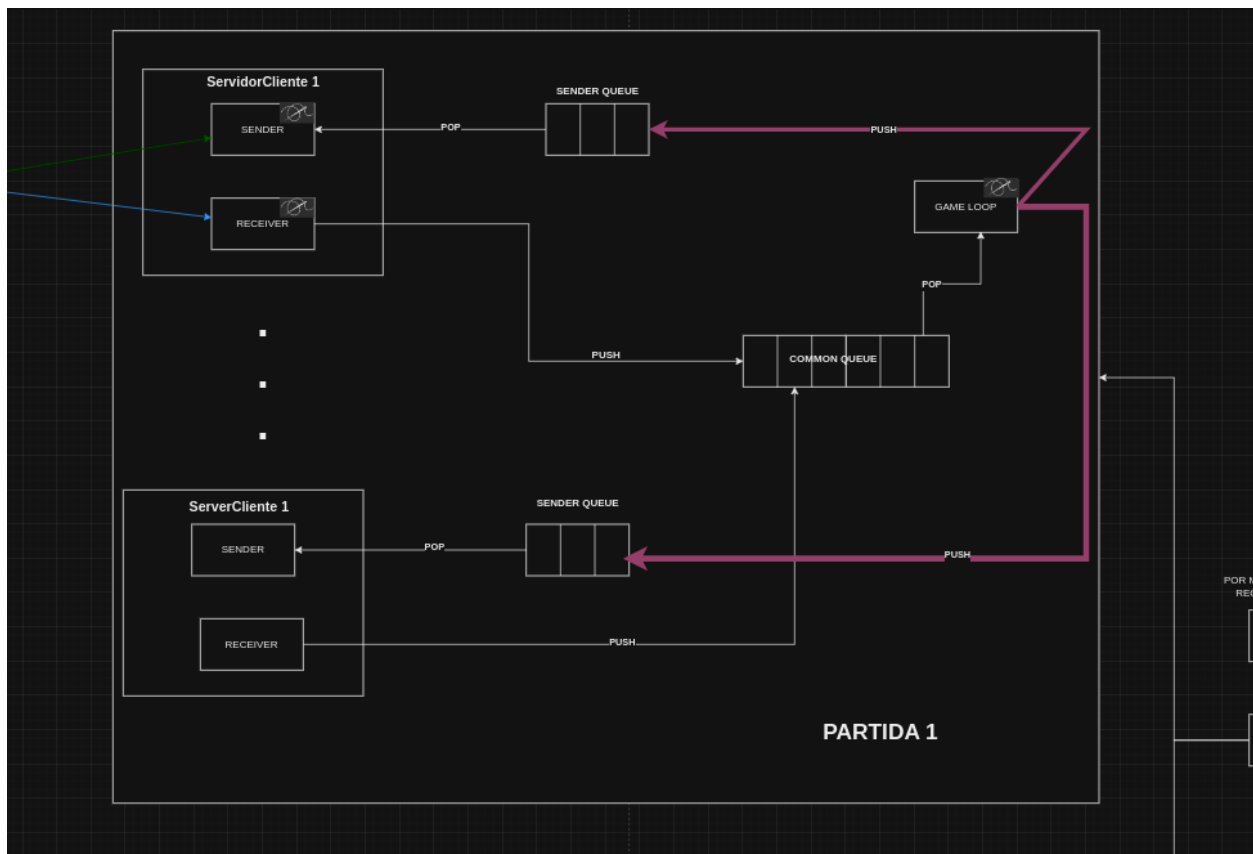 ServidorCliente 1
SENDER QUEUE
SENDER
POP
PUSH
RECEIVER
GAME LOOP
POP
PUSH
COMMON QUEUE
ServerCliente 1
SENDER QUEUE
SENDER
POP
PUSH
POR
RECEIVER
PUSH
PARTIDA 1